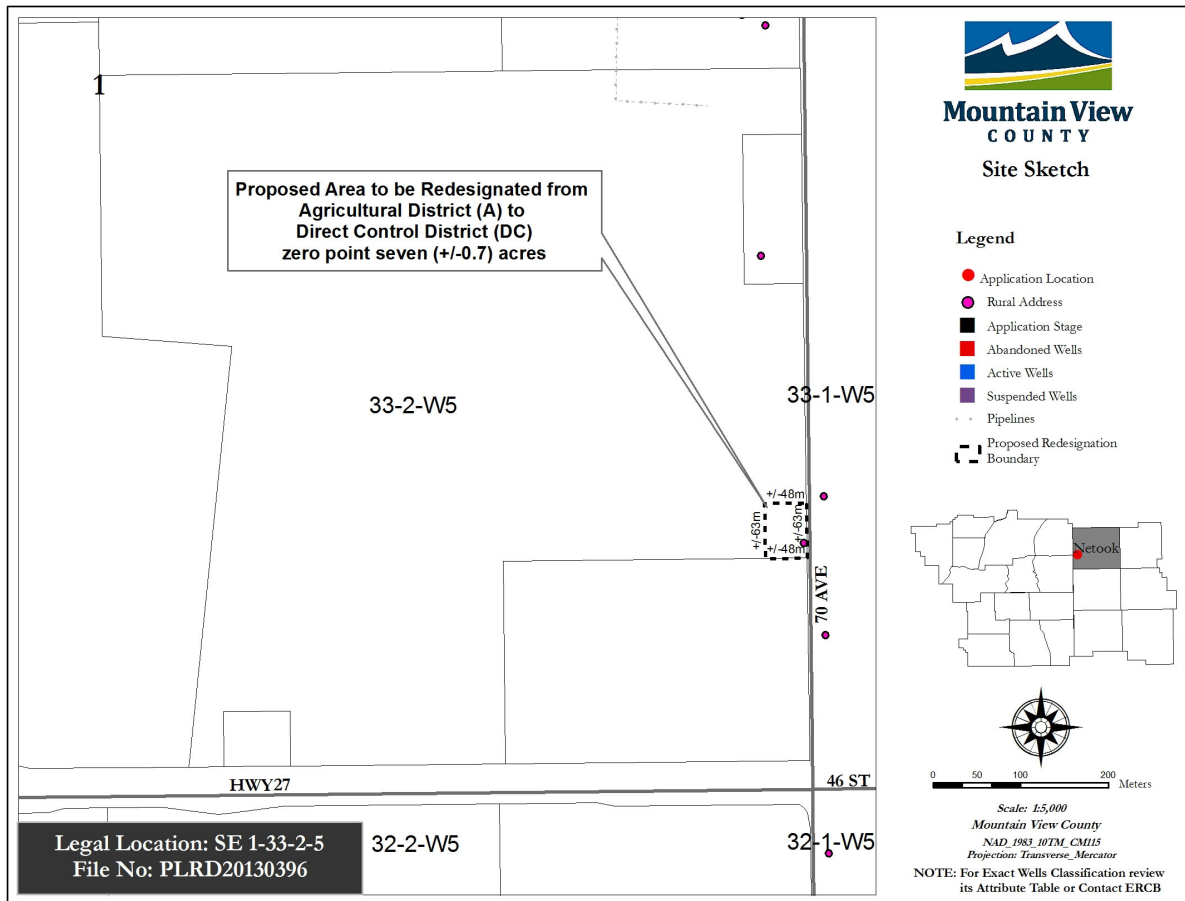 1
Proposed Area to be Redesignated from
Agricultural District (A) to
Direct Control District (DC)
zero point seven (+/-0.7) acres
33-2-W5
33-1-W5
+/-48m
+/-63m
+/-63m
+/-48m
70 AVE
HWY27
46 ST
32-2-W5
32-1-W5
Legal Location: SE 1-33-2-5
File No: PLRD20130396
Mountain View
COUNTY
Site Sketch
Legend
Application Location
Rural Address
Application Stage
Abandoned Wells
Active Wells
Suspended Wells
Pipelines
Proposed Redesignation
Boundary
Netook
0 50 100 200
Meters
Scale: 1:5,000
Mountain View County
NAD_1983_10TM_CM115
Projection: Transverse_Mercator
NOTE: For Exact Wells Classification review
its Attribute Table or Contact ERCB